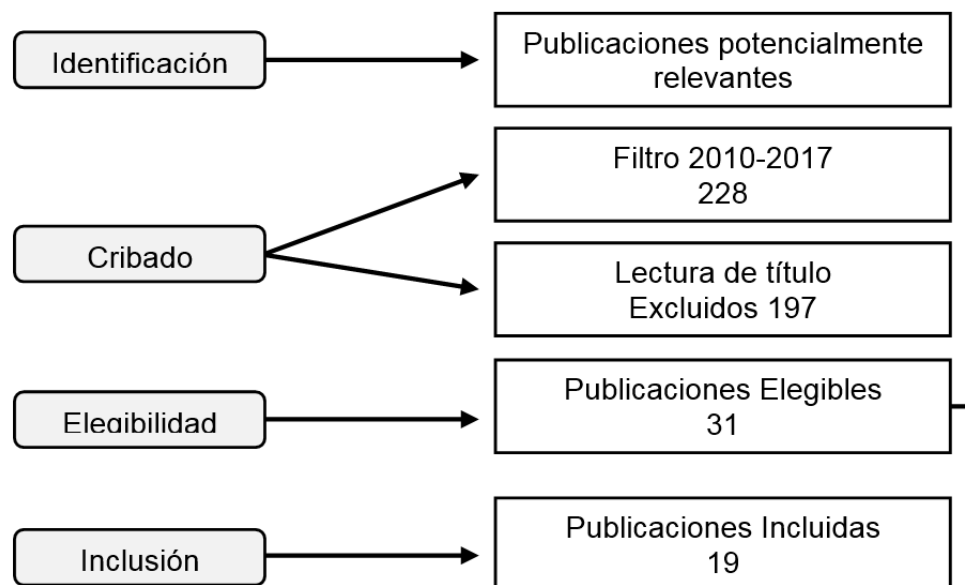 Identificación
Publicaciones potencialmente
relevantes
Cribado
Filtro 2010-2017
228
Lectura de título
Excluidos 197
Elegibilidad
Publicaciones Elegibles
31
Inclusión
Publicaciones Incluidas
19